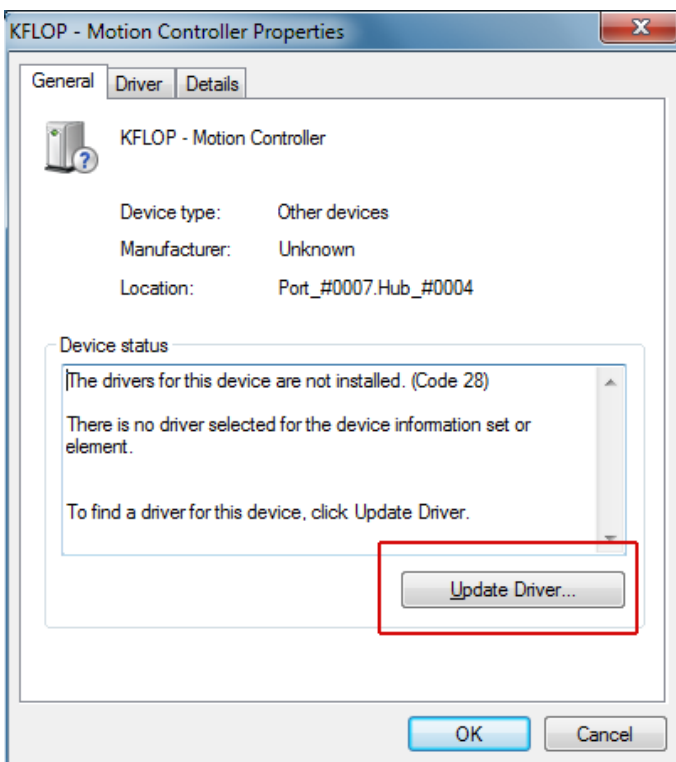 KFLOP - Motion Controller Properties
X
General Driver Details
KFLOP - Motion Controller
Device type: Other devices
Manufacturer: Unknown
Location: Port_#0007.Hub_#0004
Device status
The drivers for this device are not installed. (Code 28)
There is no driver selected for the device information set or
element.
To find a driver for this device, click Update Driver.
Update Driver...
OK Cancel